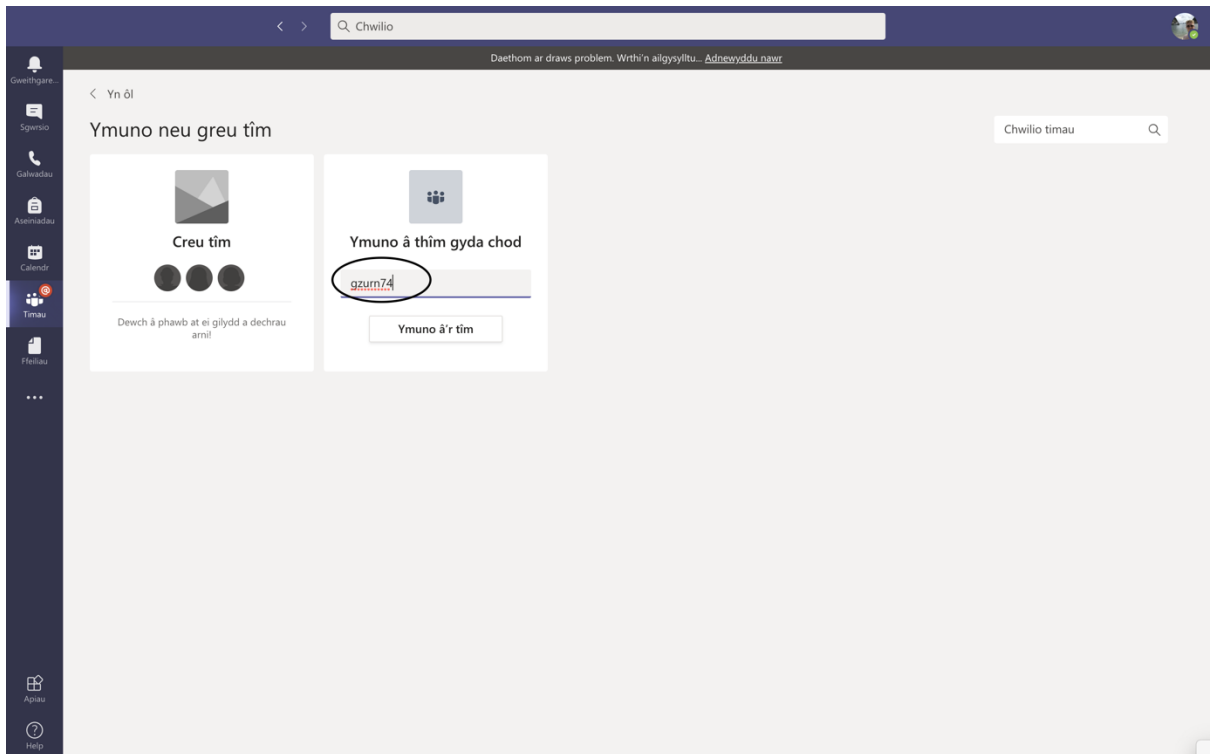 Chwilio
Daethom ar draws problem. Wrthi'n ailgysylltu... Adnewyddu nawr
Gweithgare...
Sgwrsio
Galwadau
Aseiniadau
Calendr
Timau
Ffeiliau
Apiau
Help
Yn ôl
Ymuno neu greu tîm
Chwilio timau
Creu tîm
Dewch â phawb at ei gilydd a dechrau
arni!
Ymuno â thîm gyda chod
gzurn74
Ymuno â'r tîm